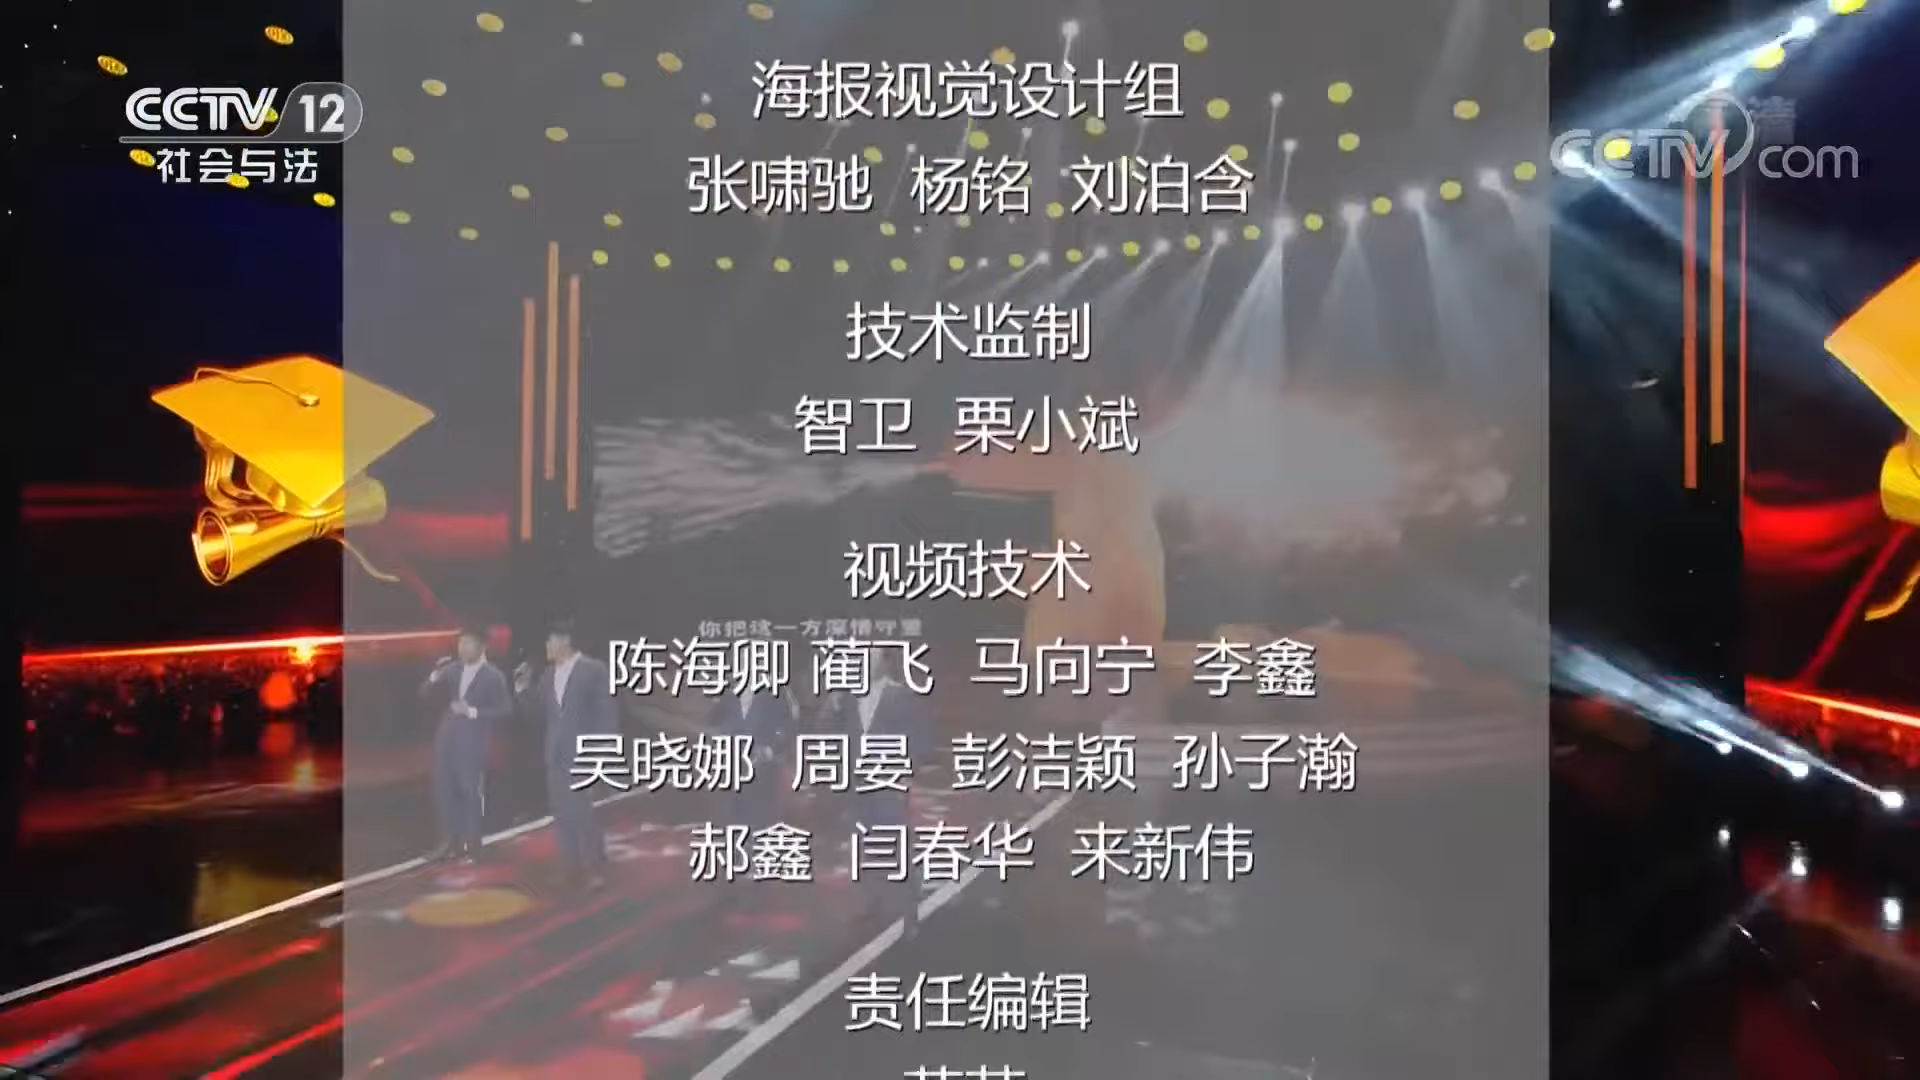 CCTV 12
社会与法
CCTV com
海报视觉设计组
张啸驰 杨铭 刘泊含
技术监制
智卫 栗小斌
视频技术
你把这一方深情守望
陈海卿 蔺飞 马向宁 李鑫
吴晓娜 周晏 彭洁颖 孙子瀚
郝鑫 闫春华 来新伟
责任编辑